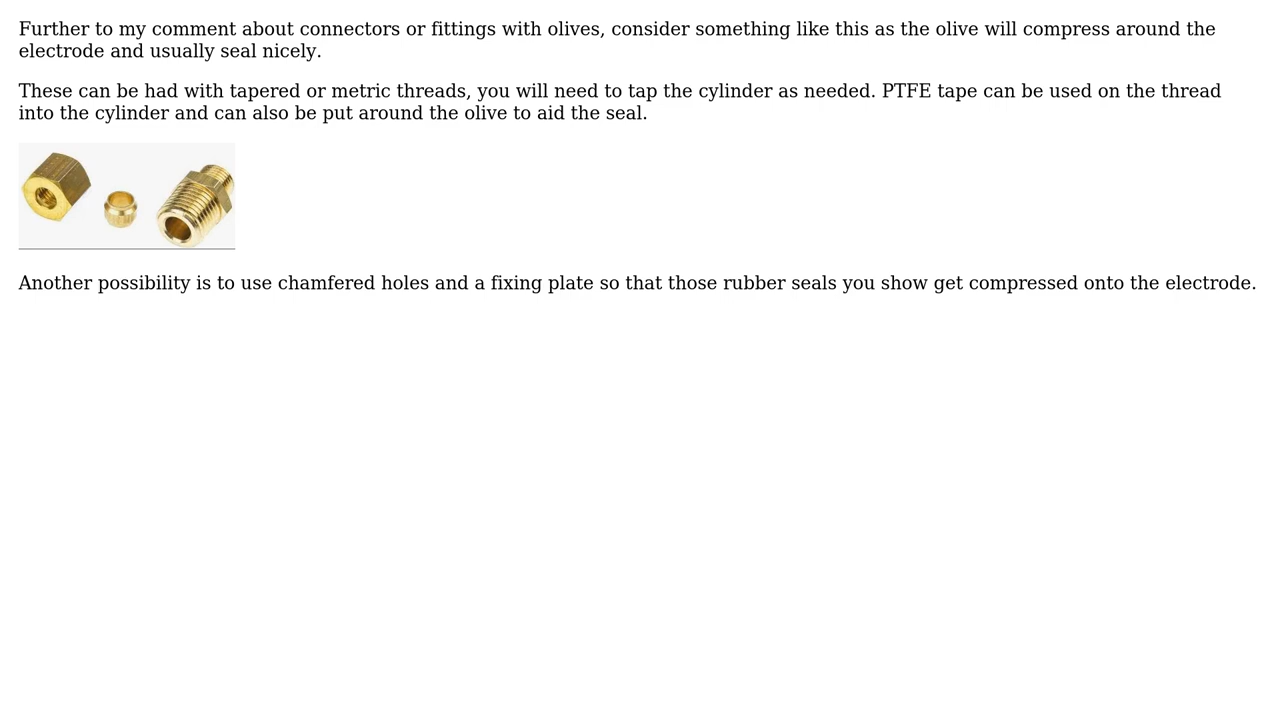 Further to my comment about connectors or fittings with olives, consider something like this as the olive will compress around the
electrode and usually seal nicely.
These can be had with tapered or metric threads, you will need to tap the cylinder as needed. PTFE tape can be used on the thread
into the cylinder and can also be put around the olive to aid the seal.
Another possibility is to use chamfered holes and a fixing plate so that those rubber seals you show get compressed onto the electrode.